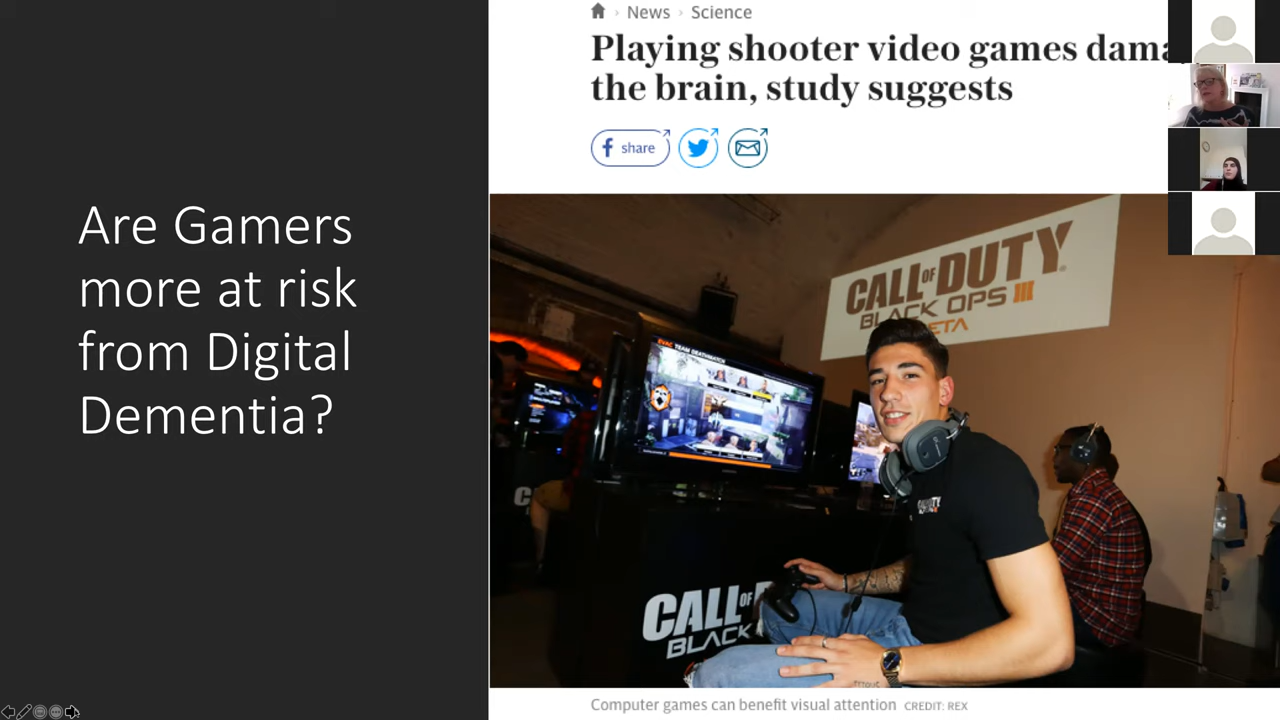 Are Gamers
more at risk
from Digital
Dementia?
News
Science
Playing shooter video games dama
the brain, study suggests
share
CALL OF DUTY
BLACK OPS III
BETA
TEAM DEATHMATCH
CALL OF D
BLACK
Computer games can benefit visual attention CREDIT: REX